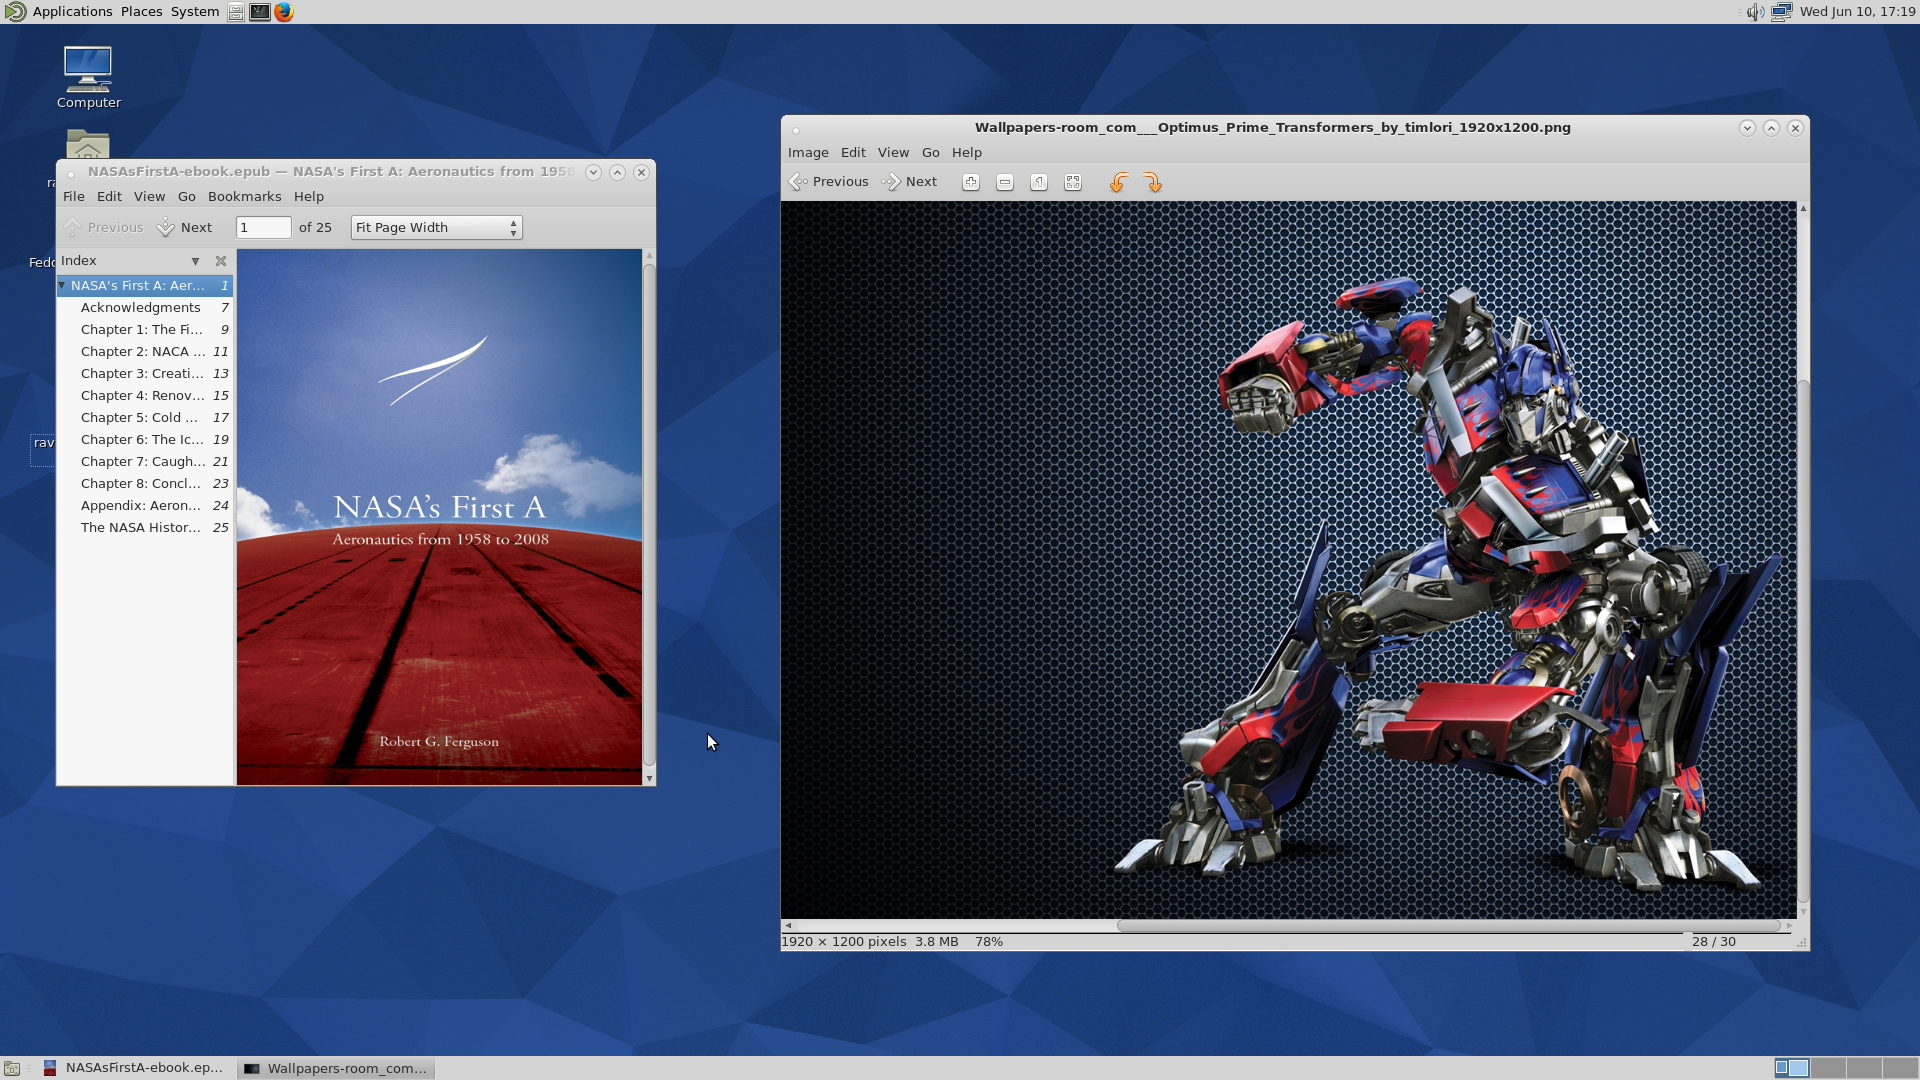 Applications Places System
Wed Jun 10, 17:19
Computer
Wallpapers-room_com___Optimus_Prime_Transformers_by_timlori_1920x1200.png
Image Edit View Go Help
Previous Next
NASAsFirstA-ebook.epub — NASA's First A: Aeronautics from 1958
File Edit View Go Bookmarks Help
Previous Next 1 of 25 Fit Page Width
Index
NASA's First A: Aer... 1
Acknowledgments 7
Chapter 1: The Fi... 9
Chapter 2: NACA ... 11
Chapter 3: Creati... 13
Chapter 4: Renov... 15
Chapter 5: Cold ... 17
Chapter 6: The Ic... 19
Chapter 7: Caugh... 21
Chapter 8: Concl... 23
Appendix: Aeron... 24
The NASA Histor... 25
NASA's First A
Aeronautics from 1958 to 2008
Robert G. Ferguson
Fedo
rav
1920 × 1200 pixels 3.8 MB 78%
28 / 30
NASAsFirstA-ebook.ep...
Wallpapers-room_com...